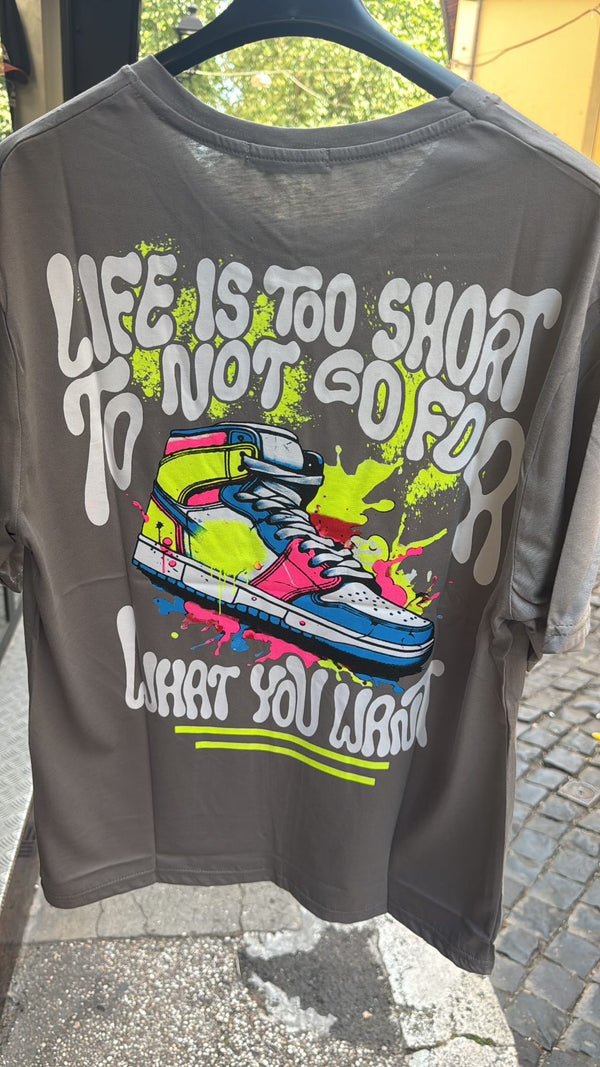 LIFE IS TOO SHORT
TO NOT GO FOR
WHAT YOU WANT